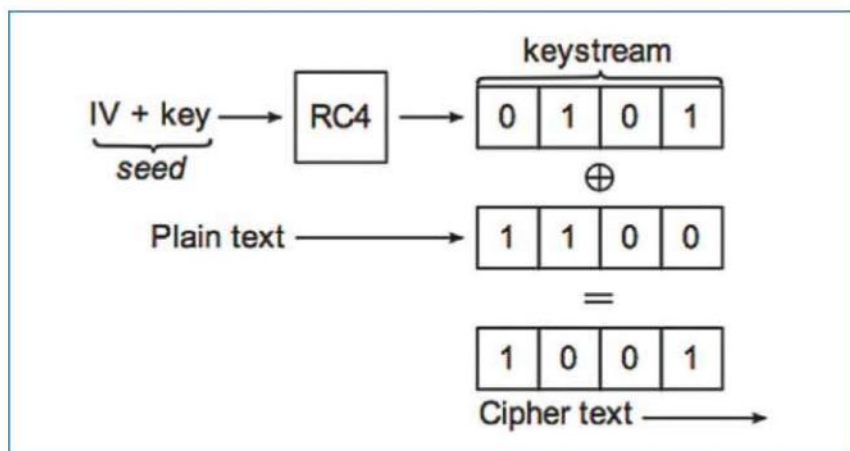 keystream
IV + key
RC4
0 1 0 1
seed
⊕
Plain text
1 1 0 0
=
1 0 0 1
Cipher text